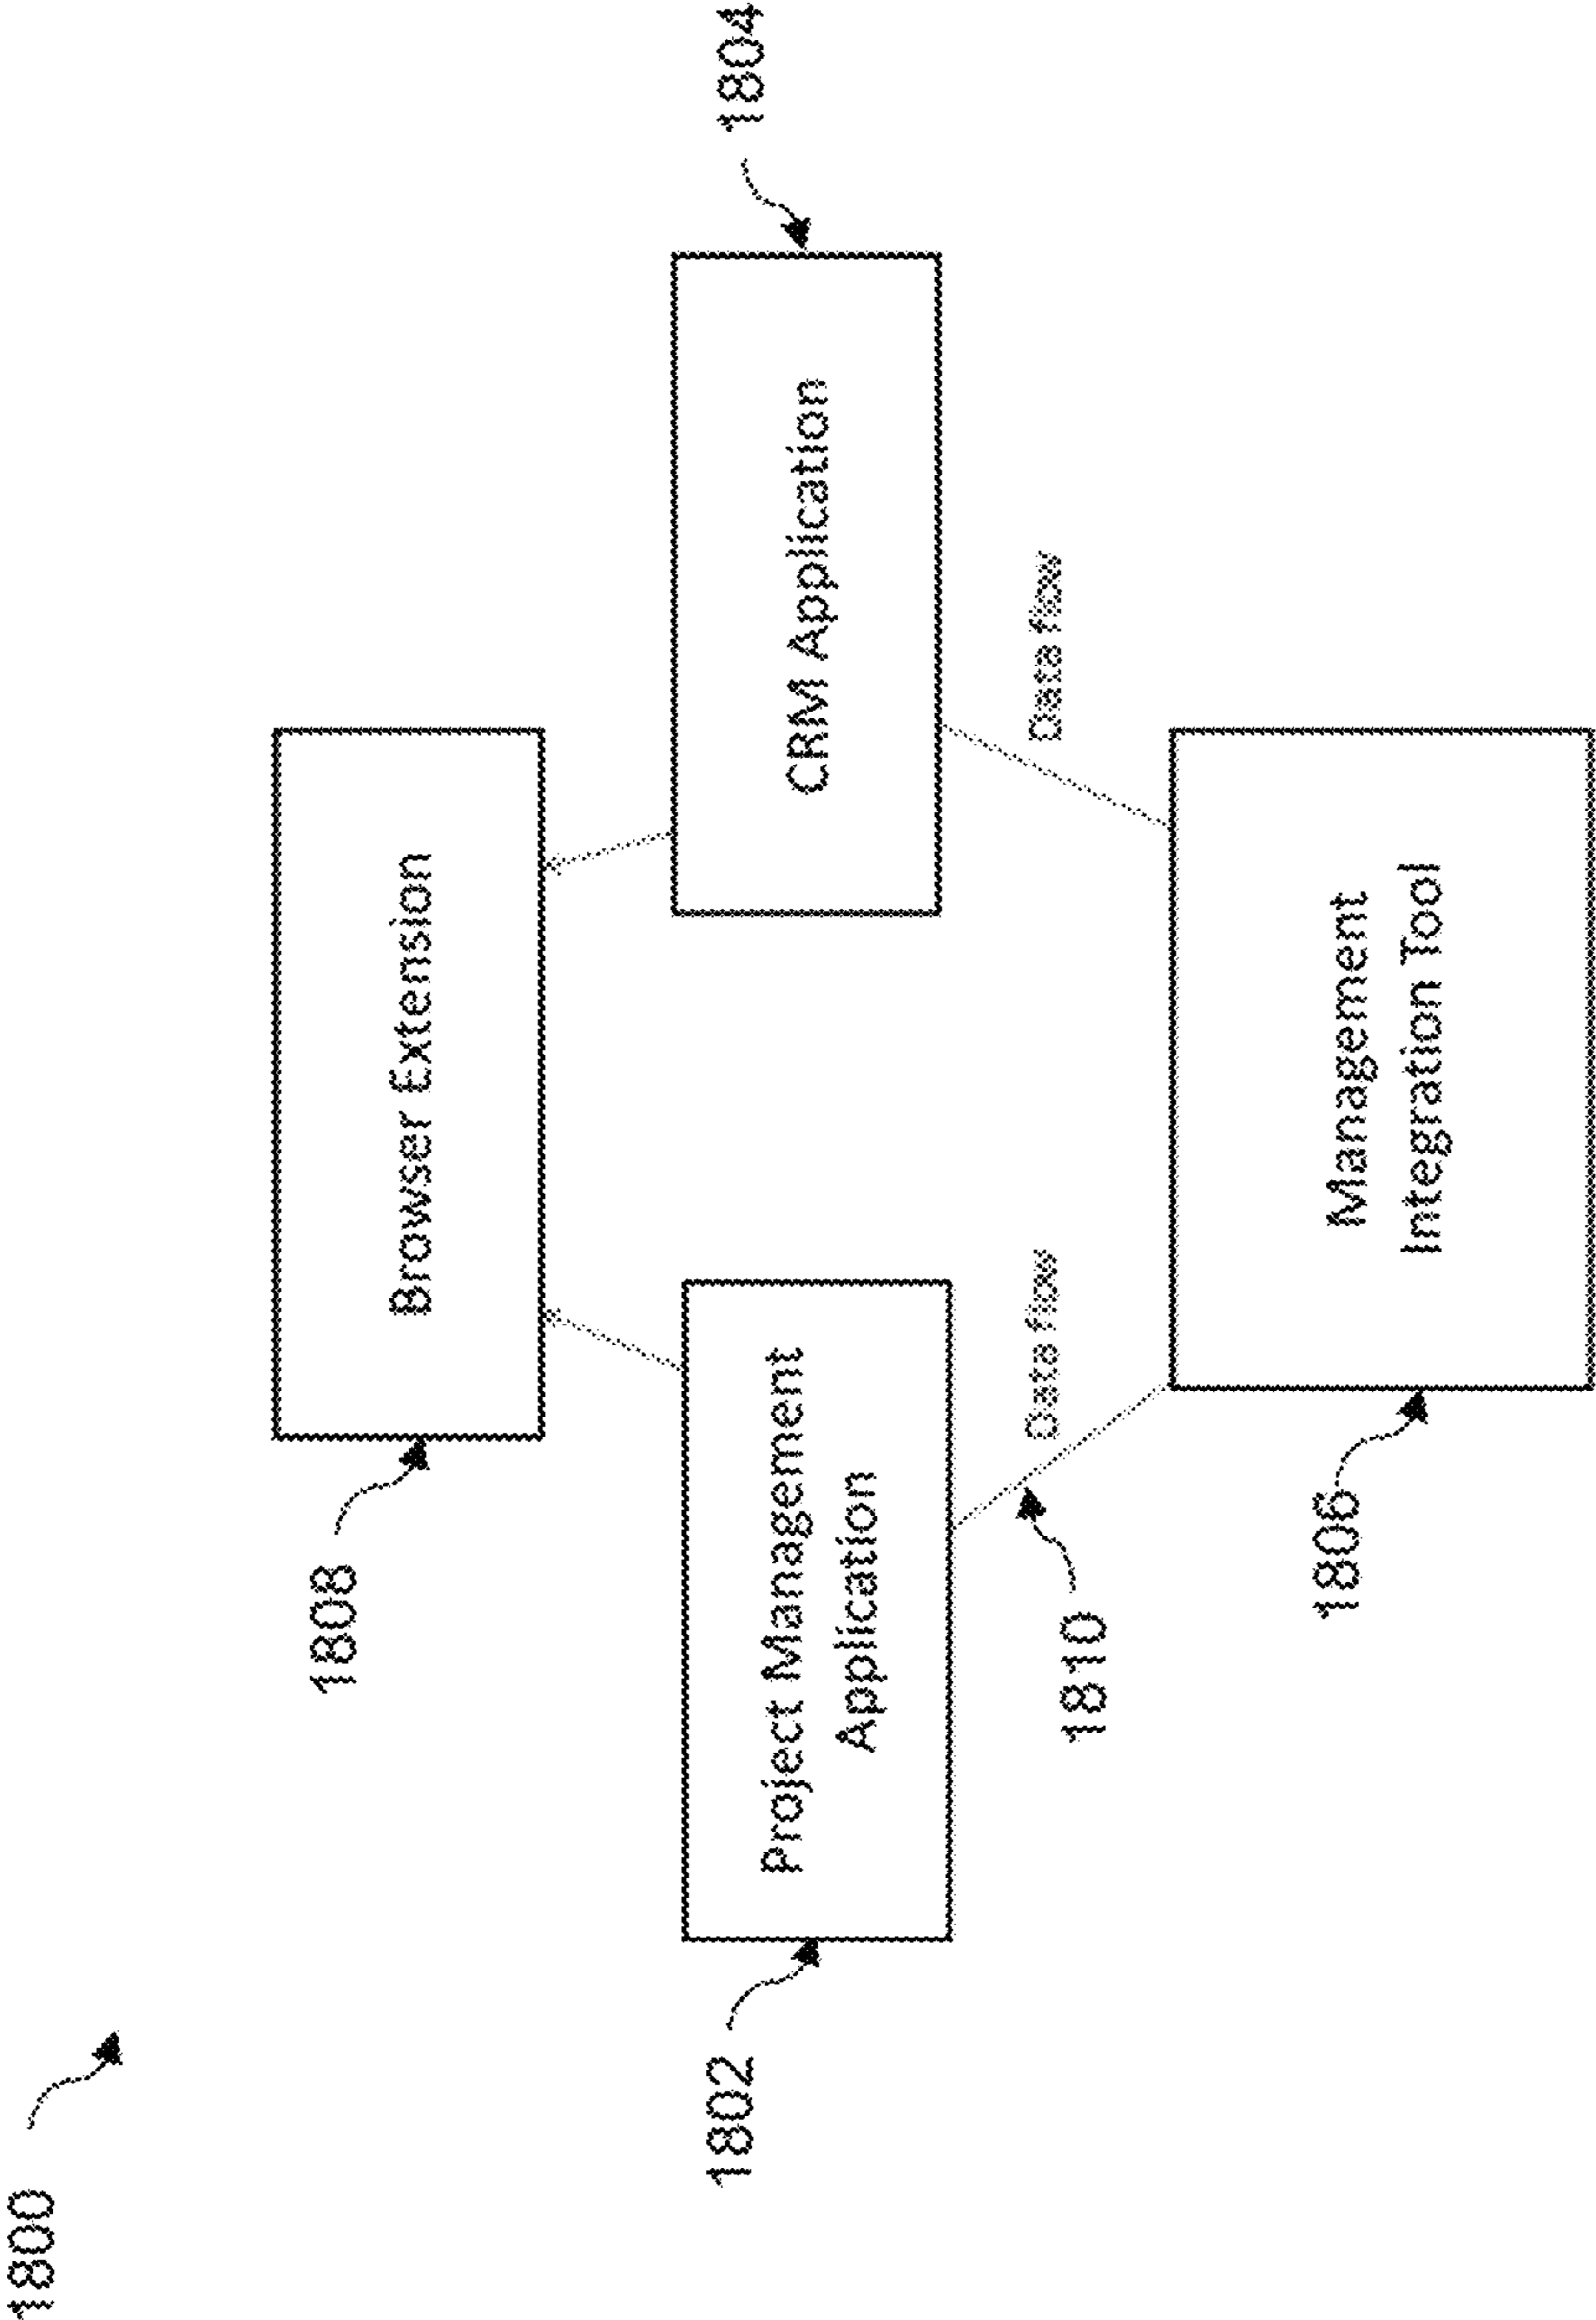 1800
1808
Browser Extension
1802
Project Management
Application
CRM Application
1804
1810
Data flow
Data flow
1806
Management
Integration Tool